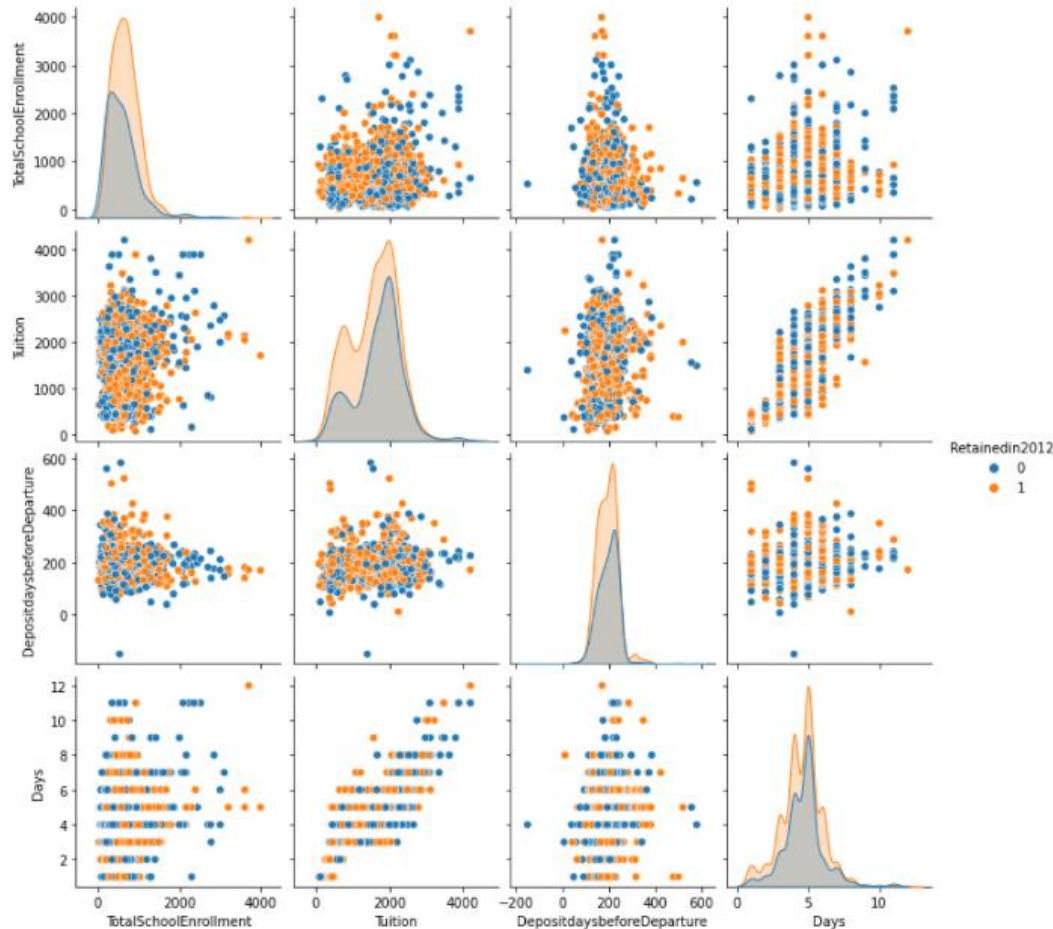 4000
3000
2000
1000
0
TotalSchoolEnrollment
4000
3000
2000
1000
0
Tuition
600
400
200
0
DepositdaysbeforeDeparture
12
10
8
6
4
2
Days
0 2000 4000
TotalSchoolEnrollment
0 2000 4000
Tuition
−200 0 200 400 600
DepositdaysbeforeDeparture
0 5 10
Days
Retainedin2012
0
1